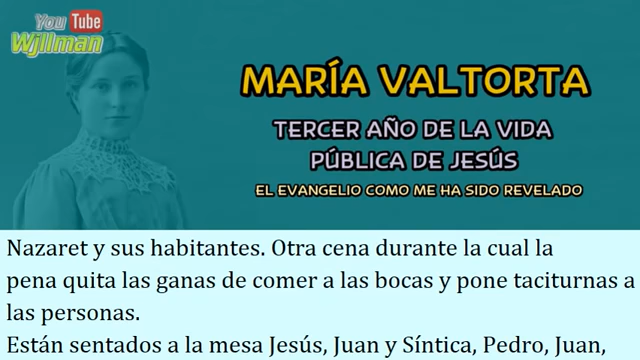 You Tube
Wjllman
MARÍA VALTORTA
TERCER AÑO DE LA VIDA
PÚBLICA DE JESÚS
EL EVANGELIO COMO ME HA SIDO REVELADO
Nazaret y sus habitantes. Otra cena durante la cual la
pena quita las ganas de comer a las bocas y pone taciturnas a
las personas.
Están sentados a la mesa Jesús, Juan y Síntica, Pedro, Juan,